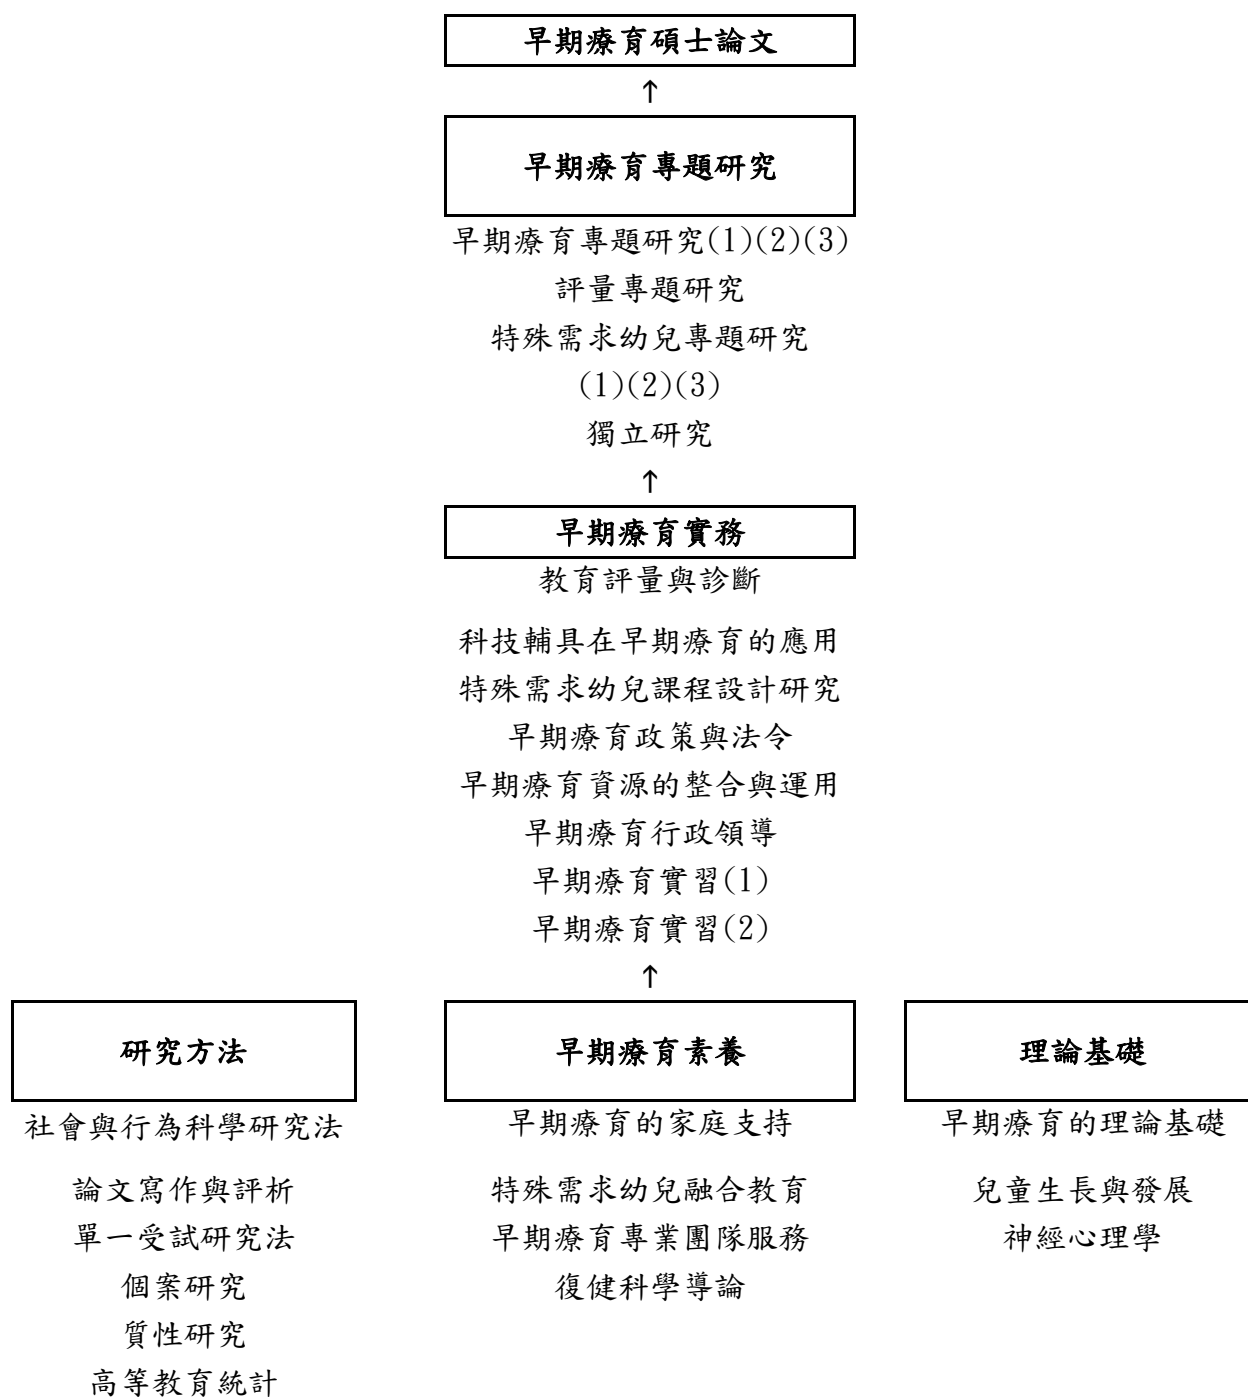 早期療育碩士論文
↑
早期療育專題研究
早期療育專題研究(1)(2)(3)
評量專題研究
特殊需求幼兒專題研究
(1)(2)(3)
獨立研究
↑
早期療育實務
教育評量與診斷
科技輔具在早期療育的應用
特殊需求幼兒課程設計研究
早期療育政策與法令
早期療育資源的整合與運用
早期療育行政領導
早期療育實習(1)
早期療育實習(2)
↑
研究方法
社會與行為科學研究法
論文寫作與評析
單一受試研究法
個案研究
質性研究
高等教育統計
早期療育素養
早期療育的家庭支持
特殊需求幼兒融合教育
早期療育專業團隊服務
復健科學導論
理論基礎
早期療育的理論基礎
兒童生長與發展
神經心理學